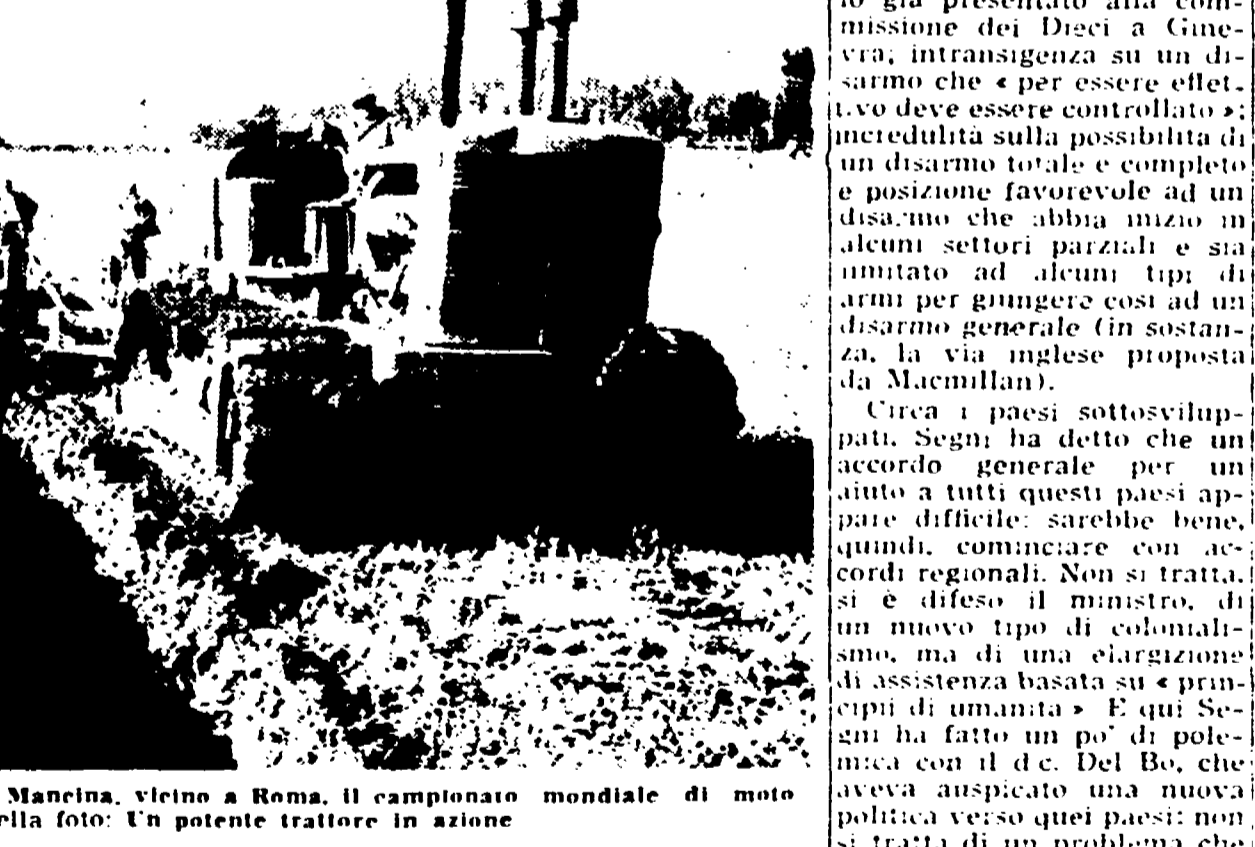 Mancina, vicino a Roma, il campionato mondiale di moto
ella foto: Un potente trattore in azione
lo già presentato alla com-
missione dei Dieci a Gine-
vra; intransigenza su un di-
sarmo che « per essere effet-
tivo deve essere controllato »;
incredulità sulla possibilita di
un disarmo totale e completo
e posizione favorevole ad un
disarmo che abbia inizio in
alcuni settori parziali e sia
limitato ad alcuni tipi di
armi per giungere così ad un
disarmo generale (in sostan-
za, la via inglese proposta
da Macmillan).
Circa i paesi sottosvilup-
pati, Segni ha detto che un
accordo generale per un
aiuto a tutti questi paesi ap-
pare difficile: sarebbe bene,
quindi, cominciare con ac-
cordi regionali. Non si tratta,
si è difeso il ministro, di
un nuovo tipo di coloniali-
smo, ma di una elargizione
di assistenza basata su « prin-
cipii di umanita » E qui Se-
gni ha fatto un po' di pole-
mica con il d c. Del Bo, che
aveva auspicato una nuova
politica verso quei paesi: non
si tratta di un problema che